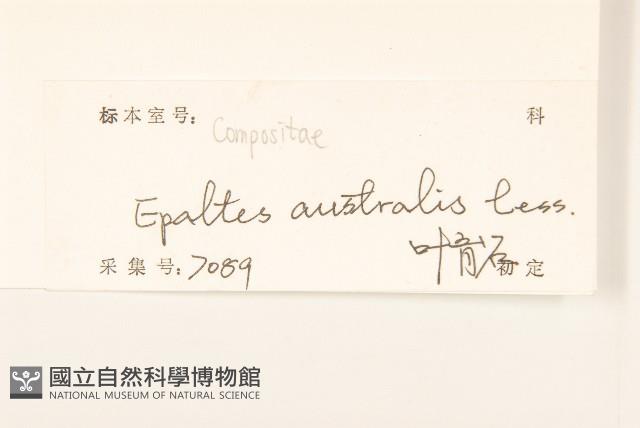 标本室号: Compositae 科
Epaltes australis Less.
采集号: 7089 叶育石 初定
國立自然科學博物館
NATIONAL MUSEUM OF NATURAL SCIENCE